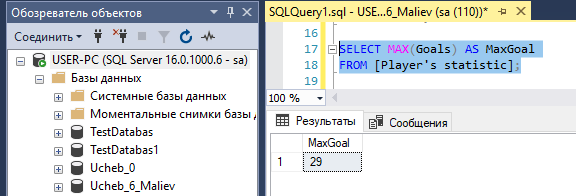 Обозреватель объектов
Соединить
USER-PC (SQL Server 16.0.1000.6 - sa)
Базы данных
Системные базы данных
Моментальные снимки базы д
TestDatabas
TestDatabas1
Ucheb_0
Ucheb_6_Maliev
SQLQuery1.sql - USE...6_Maliev (sa (110))*
16
17
18
SELECT MAX(Goals) AS MaxGoal
FROM [Player's statistic];
100 %
Результаты
Сообщения
MaxGoal
1
29